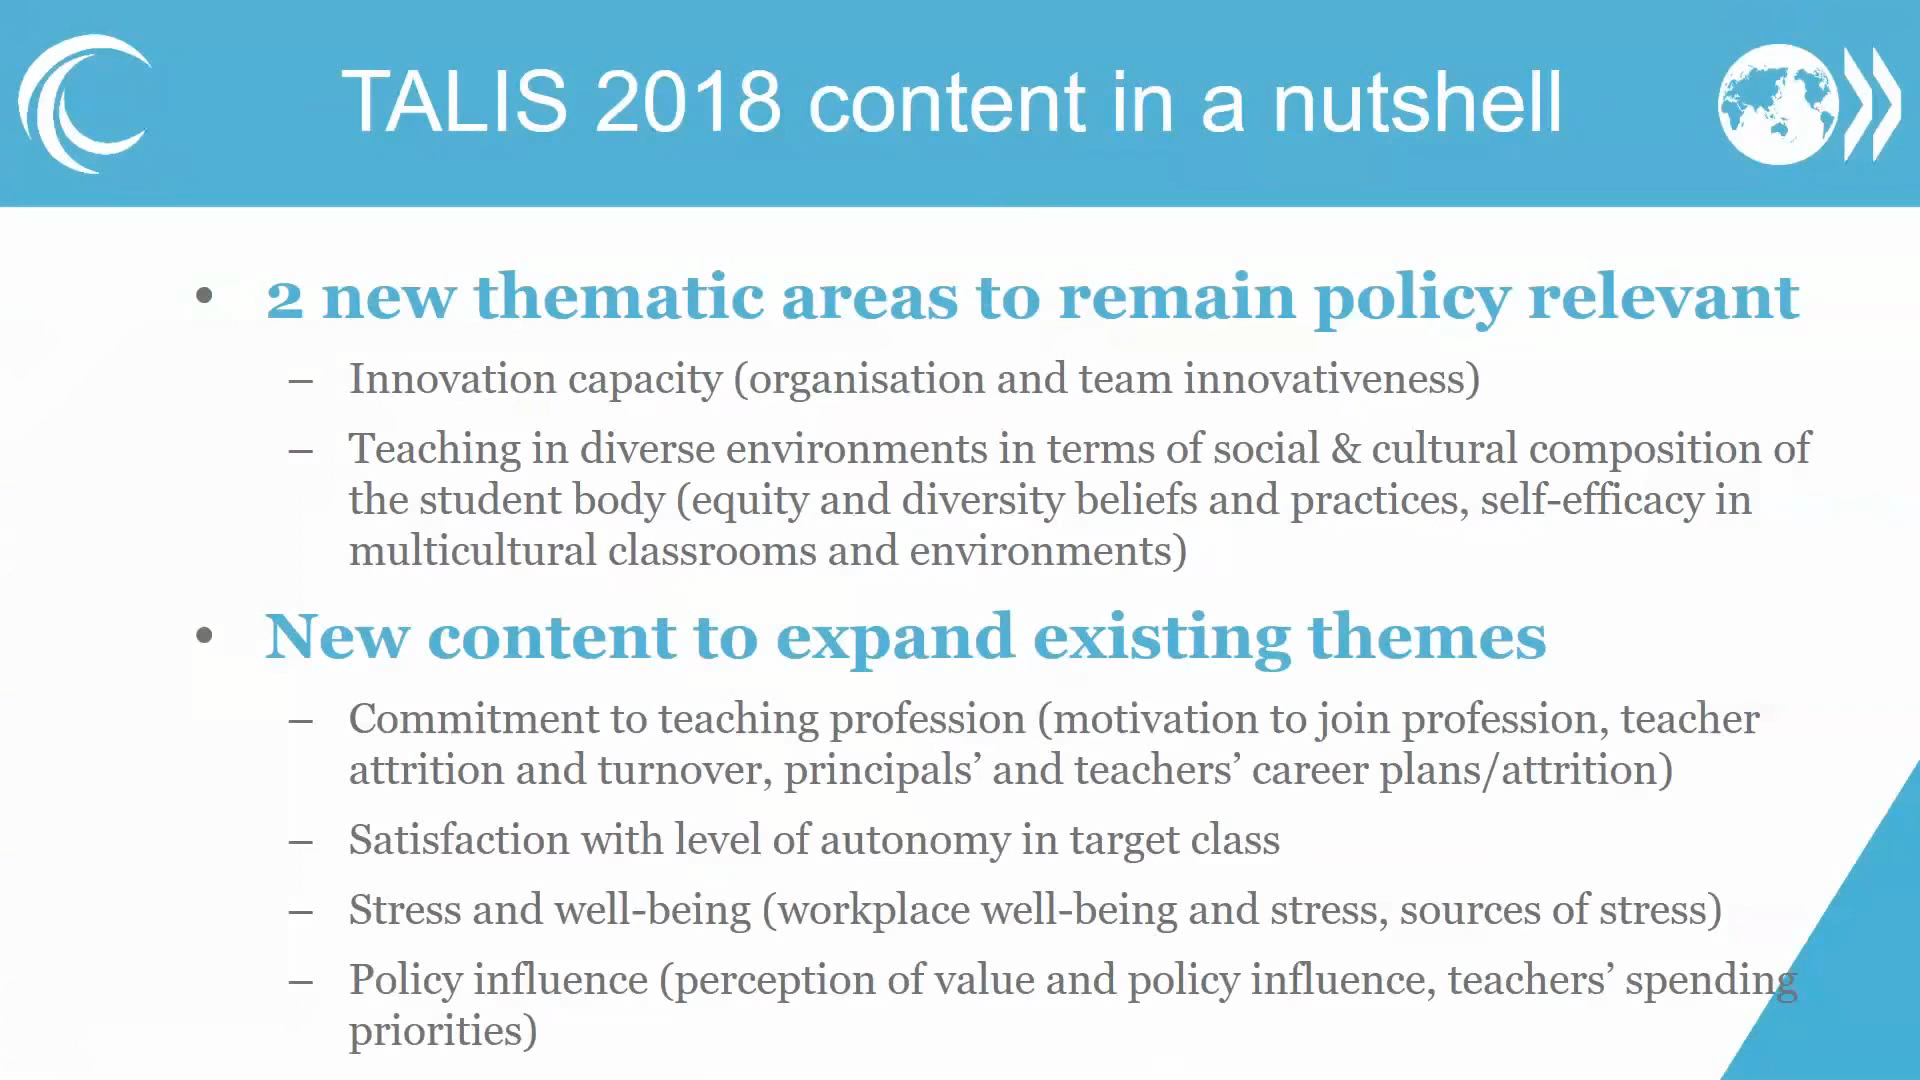 TALIS 2018 content in a nutshell
• 2 new thematic areas to remain policy relevant
– Innovation capacity (organisation and team innovativeness)
– Teaching in diverse environments in terms of social & cultural composition of
the student body (equity and diversity beliefs and practices, self-efficacy in
multicultural classrooms and environments)
• New content to expand existing themes
– Commitment to teaching profession (motivation to join profession, teacher
attrition and turnover, principals’ and teachers’ career plans/attrition)
– Satisfaction with level of autonomy in target class
– Stress and well-being (workplace well-being and stress, sources of stress)
– Policy influence (perception of value and policy influence, teachers’ spending
priorities)